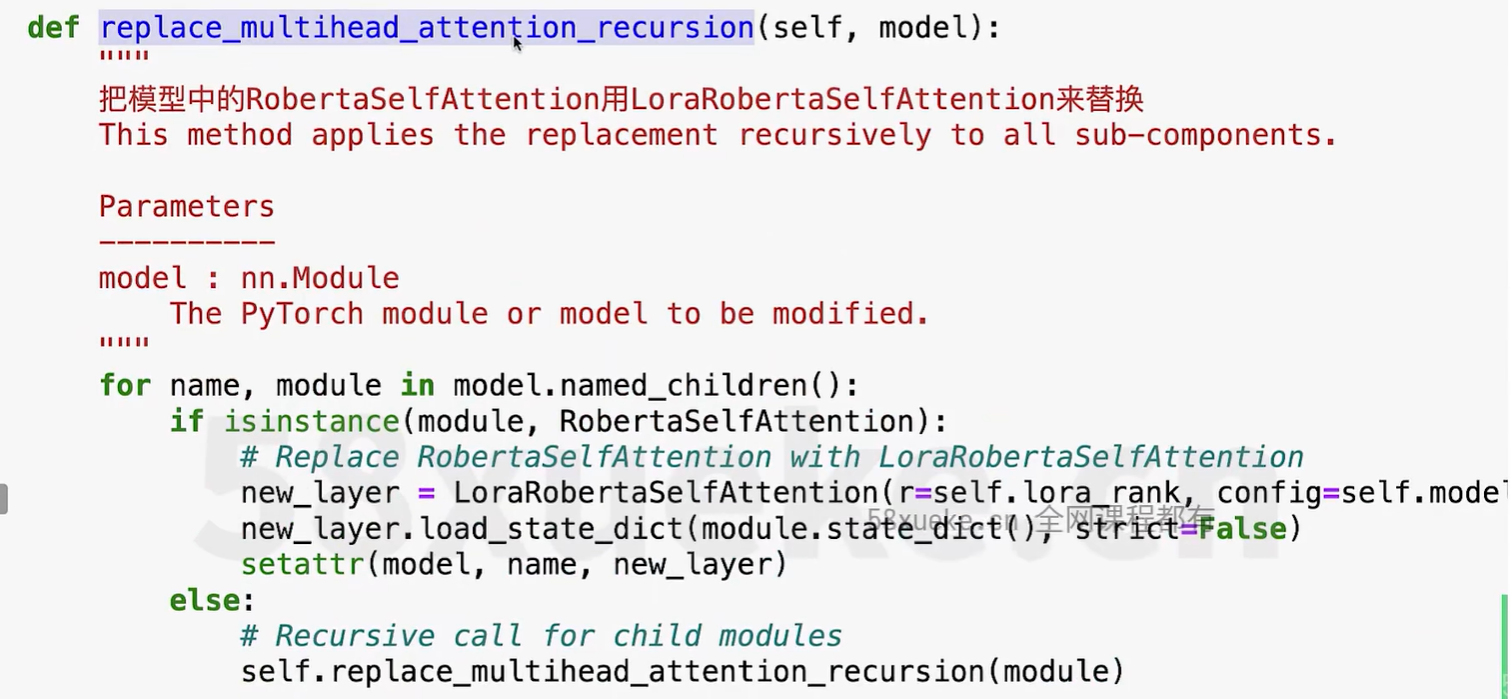 def replace_multihead_attention_recursion(self, model):
"""
把模型中的RobertaSelfAttention用LoraRobertaSelfAttention来替换
This method applies the replacement recursively to all sub-components.
Parameters
----------
model : nn.Module
The PyTorch module or model to be modified.
"""
for name, module in model.named_children():
if isinstance(module, RobertaSelfAttention):
# Replace RobertaSelfAttention with LoraRobertaSelfAttention
new_layer = LoraRobertaSelfAttention(r=self.lora_rank, config=self.model
58xueke.cn 全网课程都有
new_layer.load_state_dict(module.state_dict(), strict=False)
setattr(model, name, new_layer)
else:
# Recursive call for child modules
self.replace_multihead_attention_recursion(module)
58xueke.cn